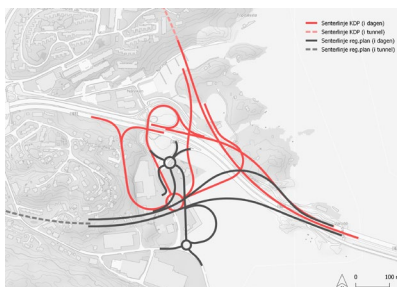 Senterlinje KDP (i dagen)
Senterlinje KDP (i tunnel)
Senterlinje reg.plan (i dagen)
Senterlinje reg.plan (i tunnel)
0 100